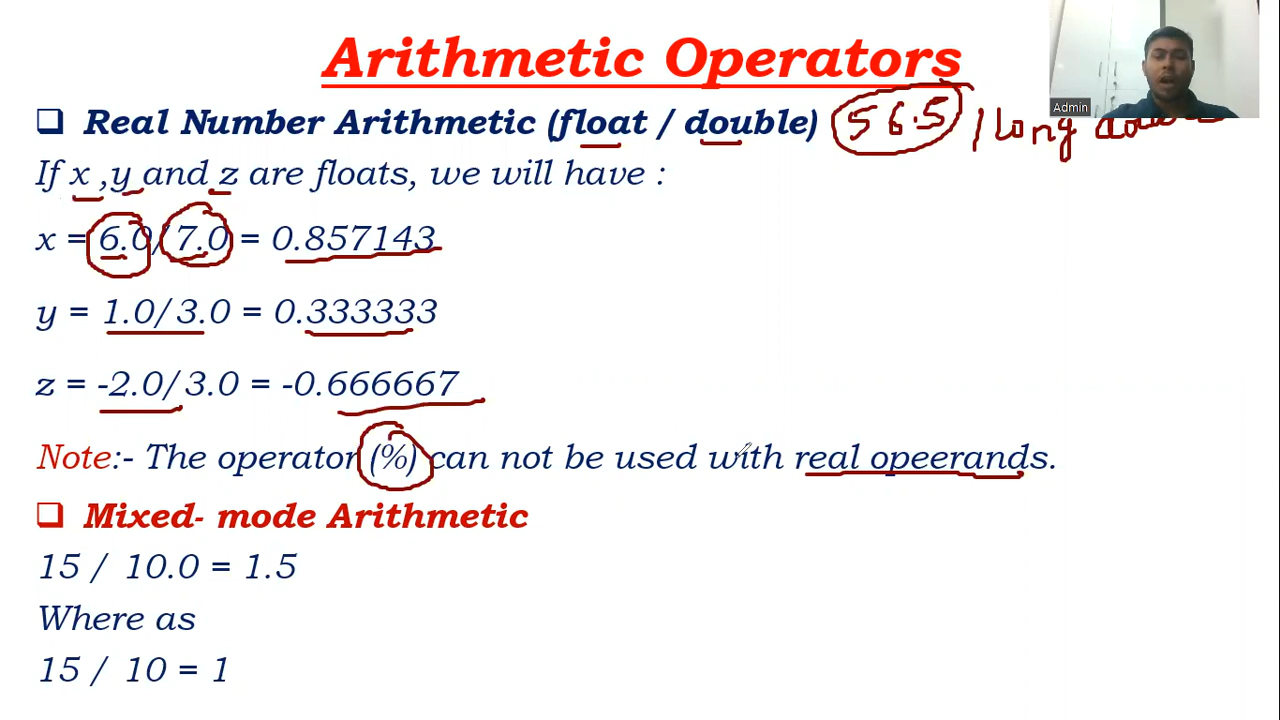 Arithmetic Operators
Admin
❑ Real Number Arithmetic (float / double) 56.5 / long double
If x ,y and z are floats, we will have :
x = 6.0/7.0 = 0.857143
y = 1.0/3.0 = 0.333333
z = -2.0/3.0 = -0.666667
Note:- The operator (%) can not be used with real opeerands.
❑ Mixed- mode Arithmetic
15 / 10.0 = 1.5
Where as
15 / 10 = 1